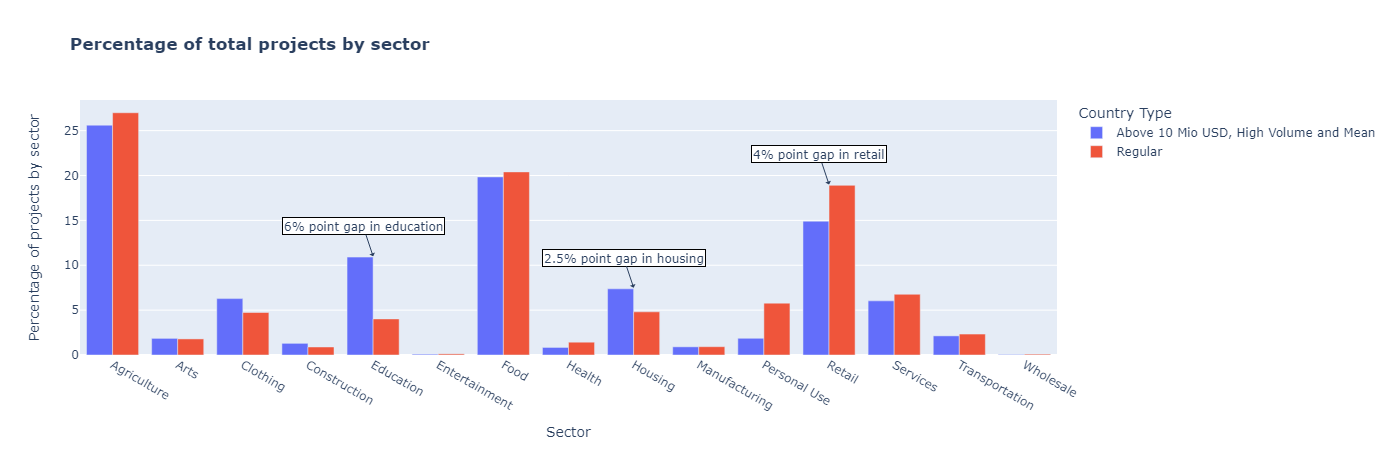 Percentage of total projects by sector
Country Type
Above 10 Mio USD, High Volume and Mean
Regular
Percentage of projects by sector
25
20
15
10
5
0
4% point gap in retail
6% point gap in education
2.5% point gap in housing
Agriculture
Arts
Clothing
Construction
Education
Entertainment
Food
Health
Housing
Manufacturing
Personal Use
Retail
Services
Transportation
Wholesale
Sector